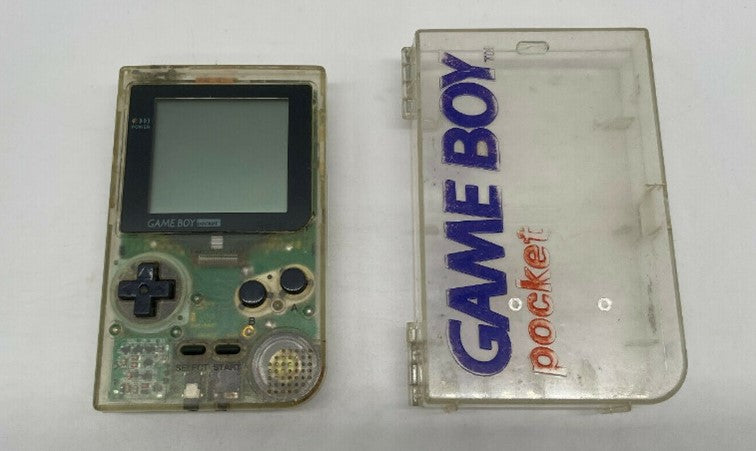 POWER
GAME BOY pocket
B
A
SELECT START
GAME BOY
pocket